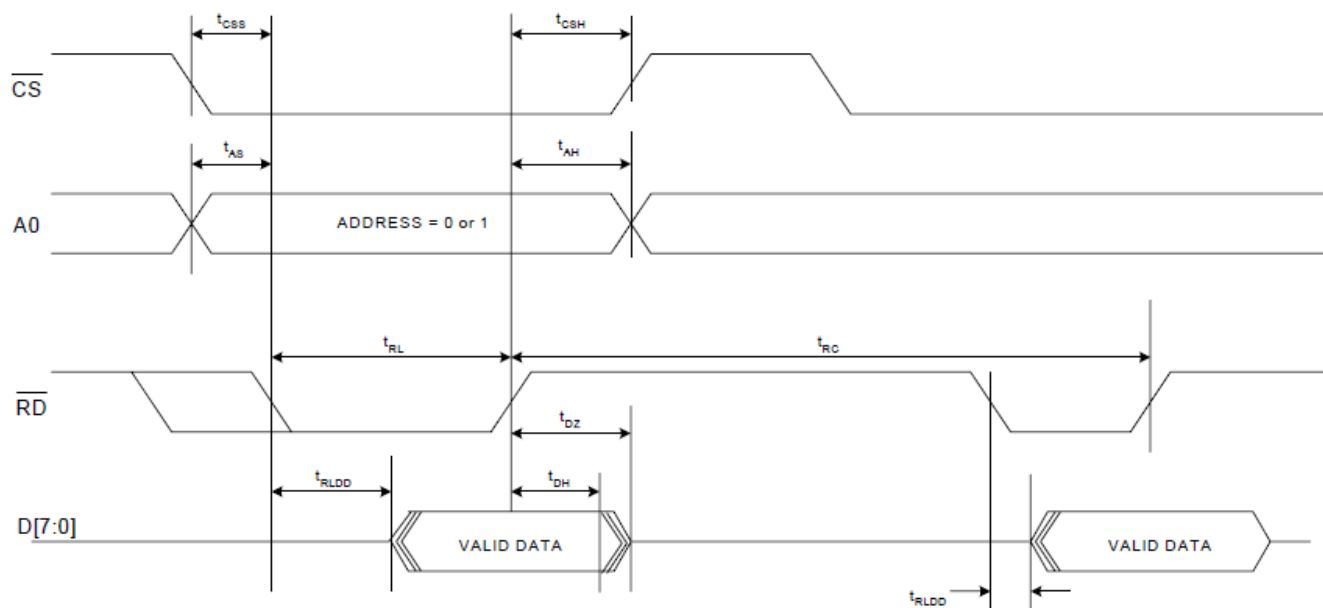 tCSS
tCSH
CS
tAS
tAH
A0
ADDRESS = 0 or 1
tRL
tRC
RD
tDZ
tRLDD
tDH
D[7:0]
VALID DATA
VALID DATA
tRLDD